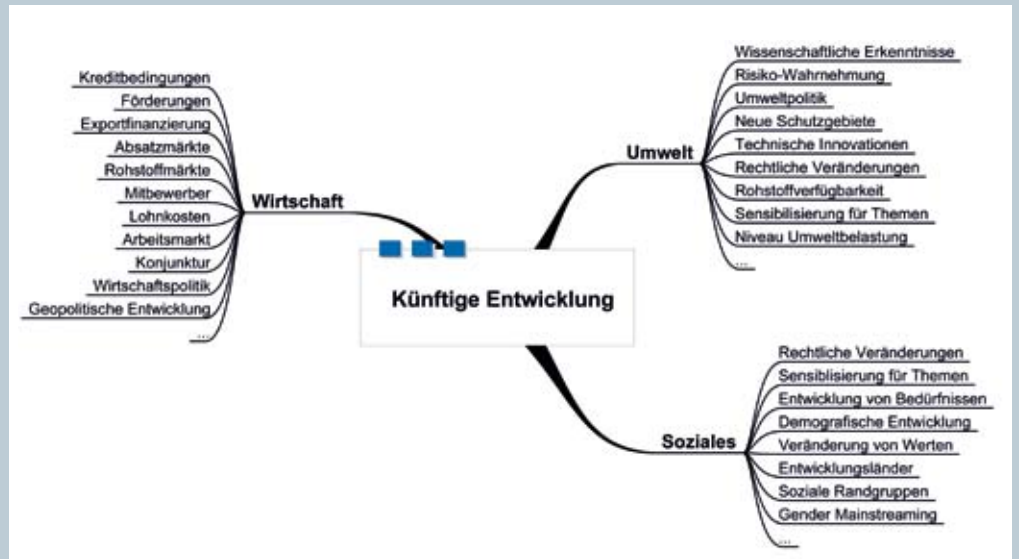 Künftige Entwicklung
Wirtschaft
Kreditbedingungen
Förderungen
Exportfinanzierung
Absatzmärkte
Rohstoffmärkte
Mitbewerber
Lohnkosten
Arbeitsmarkt
Konjunktur
Wirtschaftspolitik
Geopolitische Entwicklung
...
Umwelt
Wissenschaftliche Erkenntnisse
Risiko-Wahrnehmung
Umweltpolitik
Neue Schutzgebiete
Technische Innovationen
Rechtliche Veränderungen
Rohstoffverfügbarkeit
Sensibilisierung für Themen
Niveau Umweltbelastung
...
Soziales
Rechtliche Veränderungen
Sensiblisierung für Themen
Entwicklung von Bedürfnissen
Demografische Entwicklung
Veränderung von Werten
Entwicklungsländer
Soziale Randgruppen
Gender Mainstreaming
...